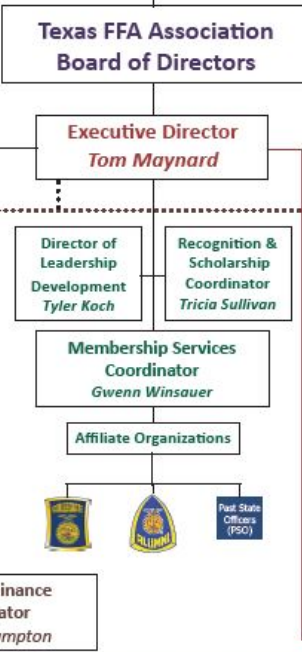 Texas FFA Association
Board of Directors
Executive Director
Tom Maynard
Director of
Leadership
Development
Tyler Koch
Recognition &
Scholarship
Coordinator
Tricia Sullivan
Membership Services
Coordinator
Gwenn Winsauer
Affiliate Organizations
ALUMNI
Past State
Officers
(PSO)
inance
ator
mpton